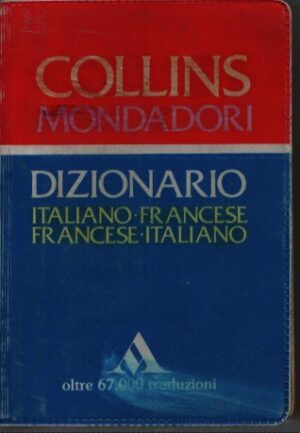 COLLINS
MONDADORI
DIZIONARIO
ITALIANO·FRANCESE
FRANCESE·ITALIANO
oltre 67.000 traduzioni